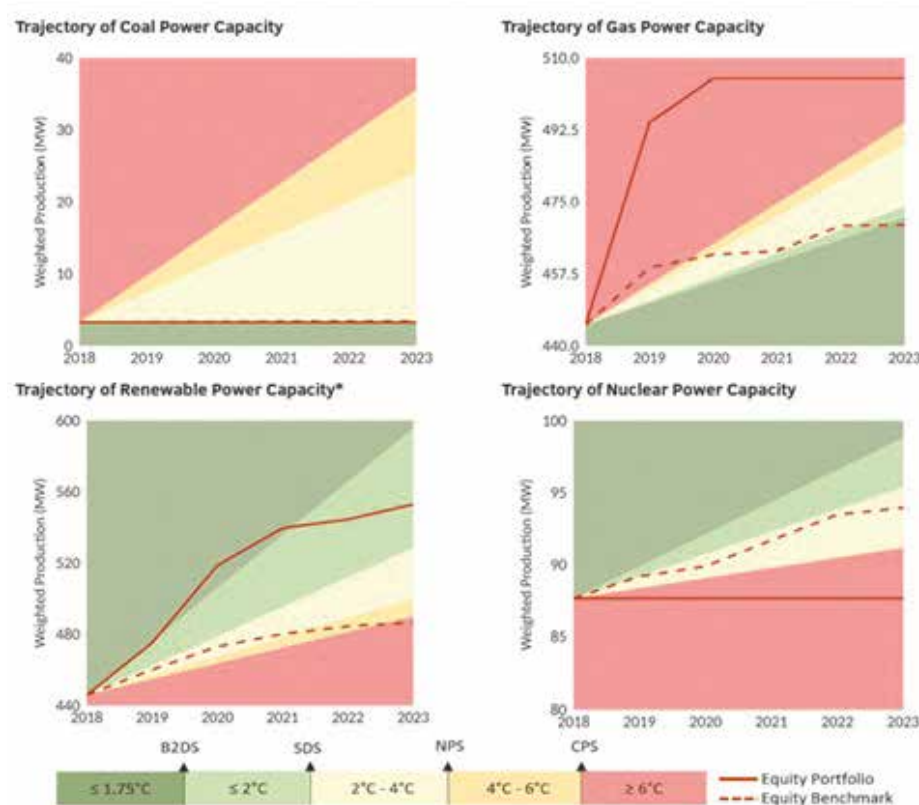 Trajectory of Coal Power Capacity
Weighted Production (MW)
40
30
20
10
0
2018 2019 2020 2021 2022 2023
Trajectory of Gas Power Capacity
Weighted Production (MW)
510.0
492.5
475.0
457.5
440.0
2018 2019 2020 2021 2022 2023
Trajectory of Renewable Power Capacity*
Weighted Production (MW)
600
560
520
480
440
2018 2019 2020 2021 2022 2023
Trajectory of Nuclear Power Capacity
Weighted Production (MW)
100
95
90
85
80
2018 2019 2020 2021 2022 2023
B2DS SDS NPS CPS
≤ 1.75°C ≤ 2°C 2°C - 4°C 4°C - 6°C ≥ 6°C
Equity Portfolio
Equity Benchmark